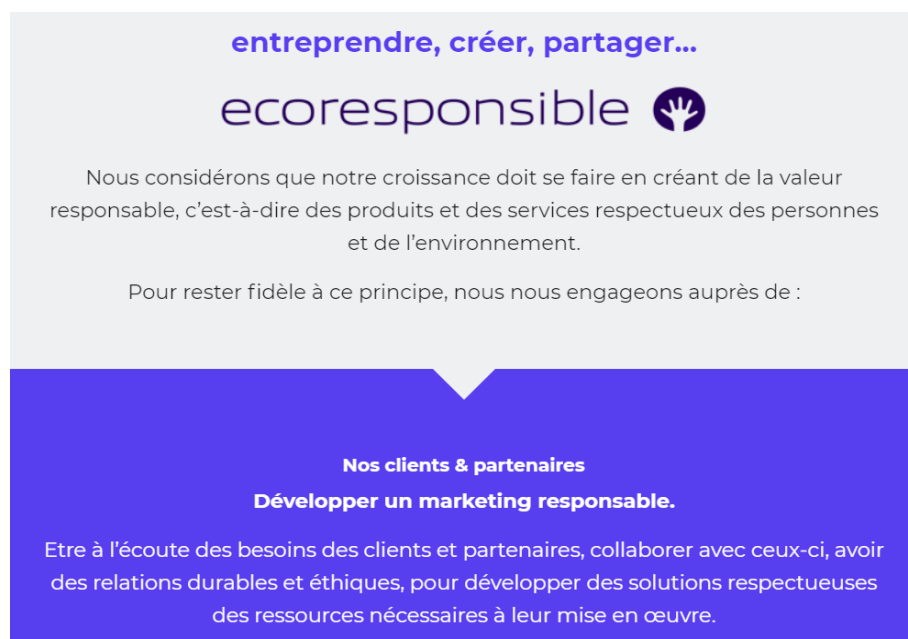 entreprendre, créer, partager...
ecoresponsible
Nous considérons que notre croissance doit se faire en créant de la valeur
responsable, c’est-à-dire des produits et des services respectueux des personnes
et de l’environnement.
Pour rester fidèle à ce principe, nous nous engageons auprès de :
Nos clients & partenaires
Développer un marketing responsable.
Etre à l’écoute des besoins des clients et partenaires, collaborer avec ceux-ci, avoir
des relations durables et éthiques, pour développer des solutions respectueuses
des ressources nécessaires à leur mise en œuvre.